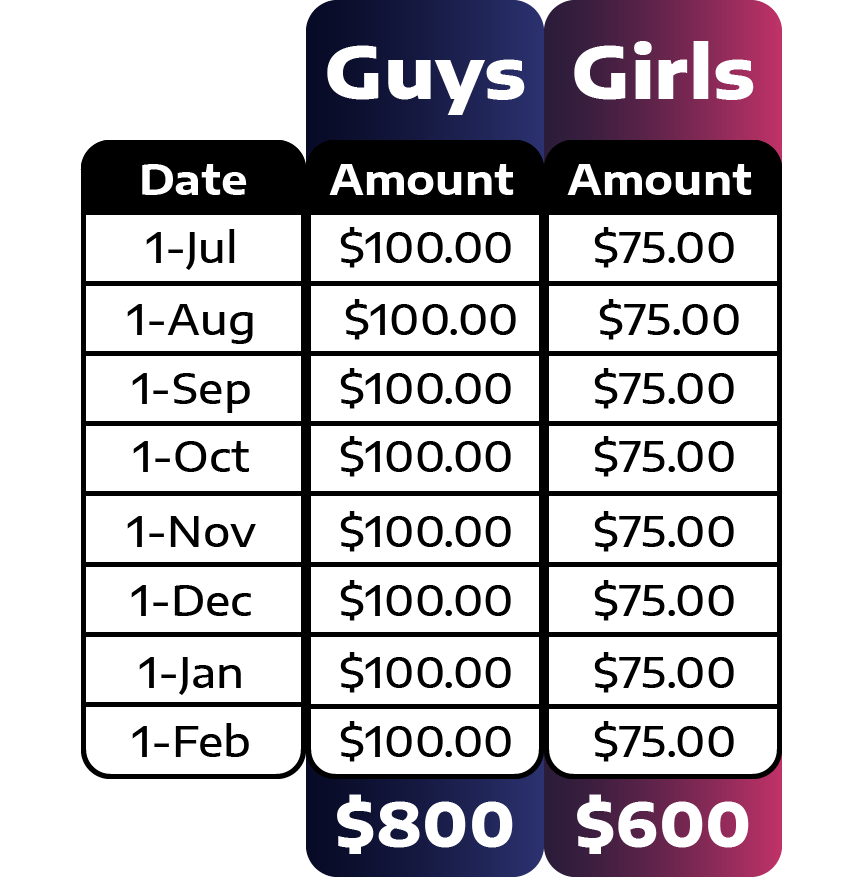 Guys Girls
Date Amount Amount
1-Jul $100.00 $75.00
1-Aug $100.00 $75.00
1-Sep $100.00 $75.00
1-Oct $100.00 $75.00
1-Nov $100.00 $75.00
1-Dec $100.00 $75.00
1-Jan $100.00 $75.00
1-Feb $100.00 $75.00
$800 $600